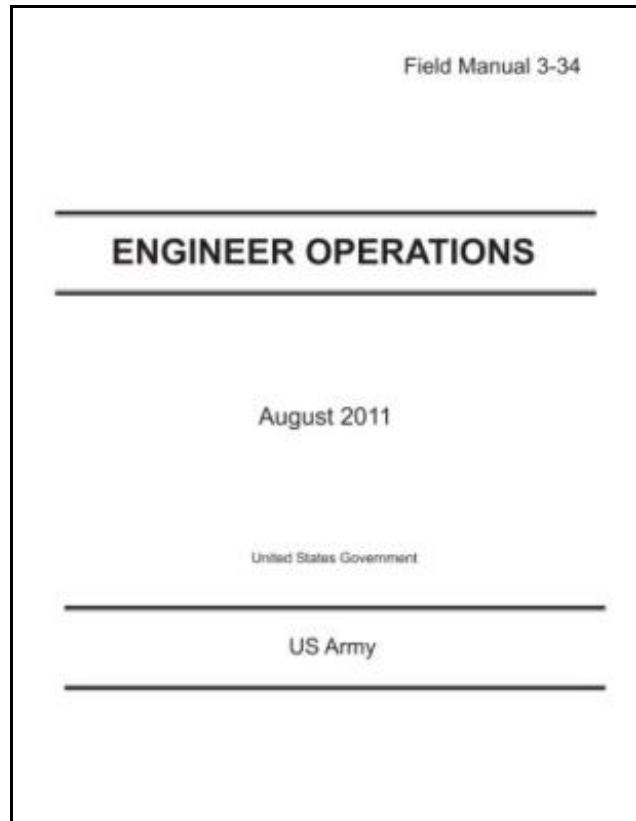 Field Manual 3-34
ENGINEER OPERATIONS
August 2011
United States Government
US Army